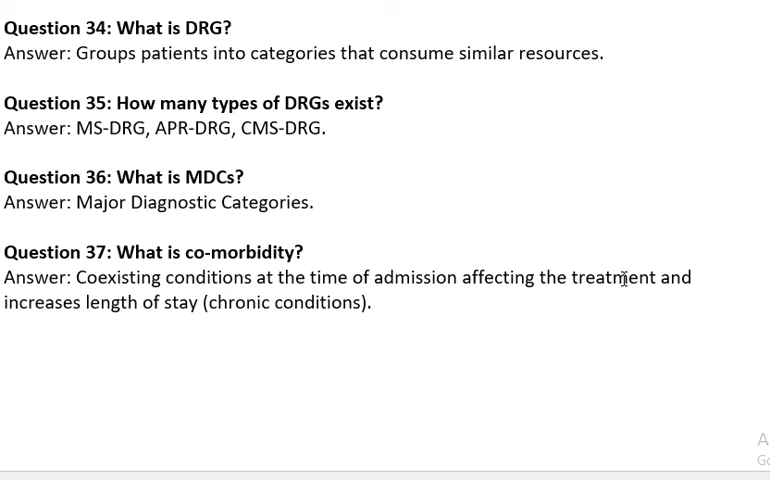 Question 34: What is DRG?
Answer: Groups patients into categories that consume similar resources.
Question 35: How many types of DRGs exist?
Answer: MS-DRG, APR-DRG, CMS-DRG.
Question 36: What is MDCs?
Answer: Major Diagnostic Categories.
Question 37: What is co-morbidity?
Answer: Coexisting conditions at the time of admission affecting the treatment and
increases length of stay (chronic conditions).